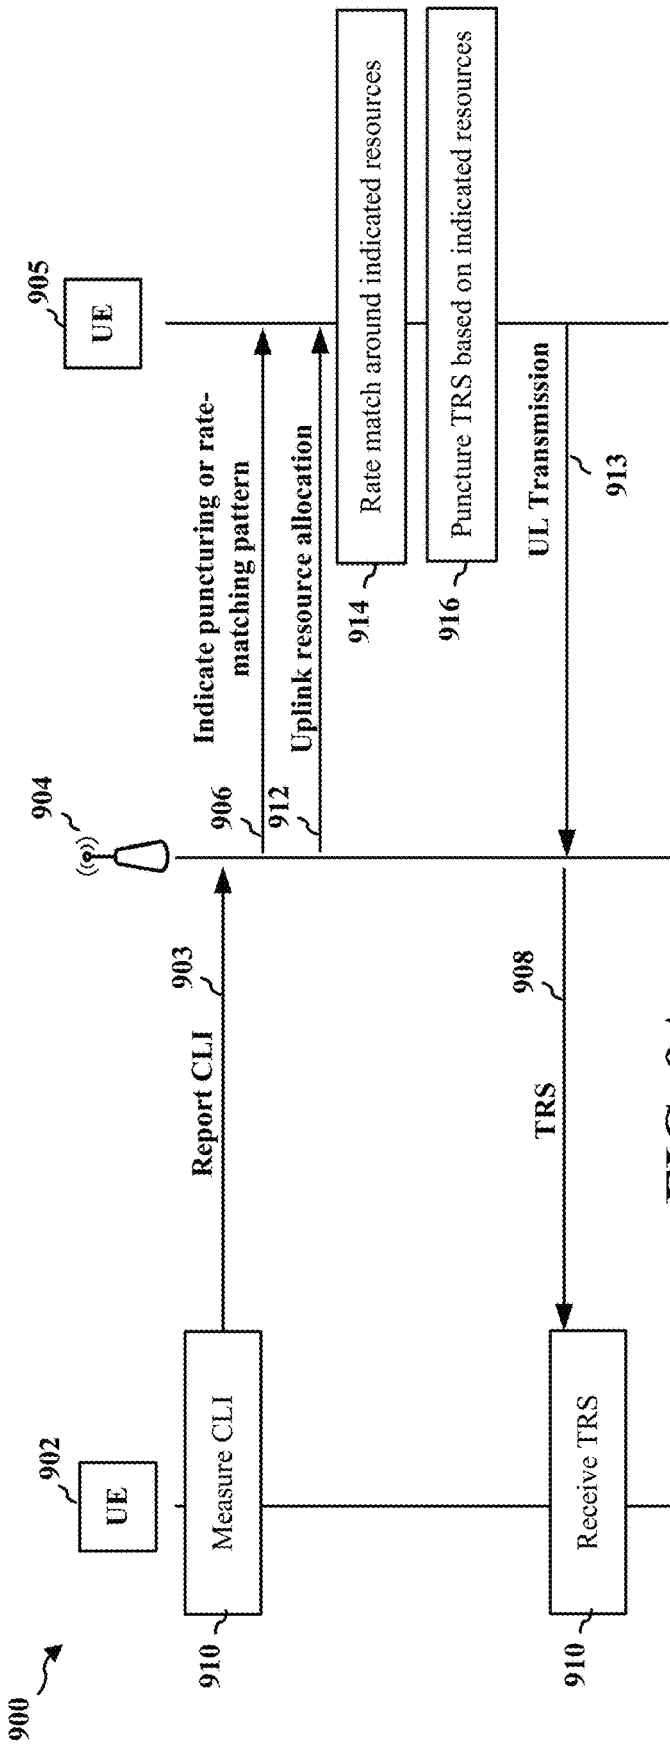 900
902
UE
904
905
UE
910
Measure CLI
Report CLI
903
Indicate puncturing or rate-
matching pattern
906
Uplink resource allocation
912
914
Rate match around indicated resources
916
Puncture TRS based on indicated resources
UL Transmission
913
TRS
908
910
Receive TRS